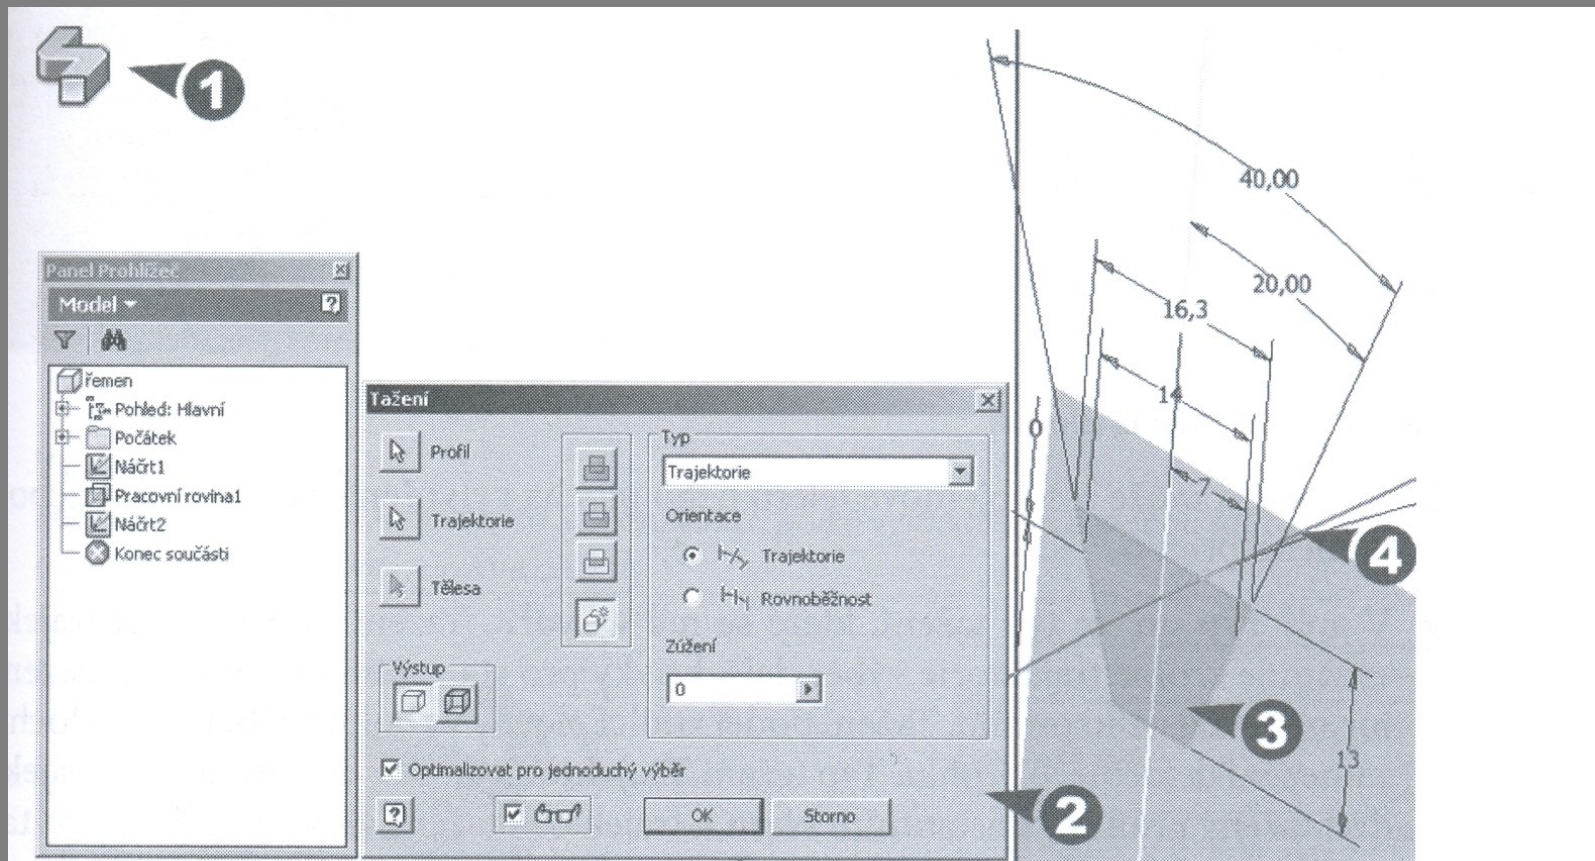 1
Panel Prohlížeč
Model
řemen
Pohled: Hlavní
Počátek
Náčrt1
Pracovní rovina1
Náčrt2
Konec součásti
Tažení
Profil
Trajektorie
Tělesa
Výstup
Typ
Trajektorie
Orientace
Trajektorie
Rovnoběžnost
Zúžení
0
Optimalizovat pro jednoduchý výběr
OK
Storno
2
40,00
20,00
16,3
14
0
7
4
3
13